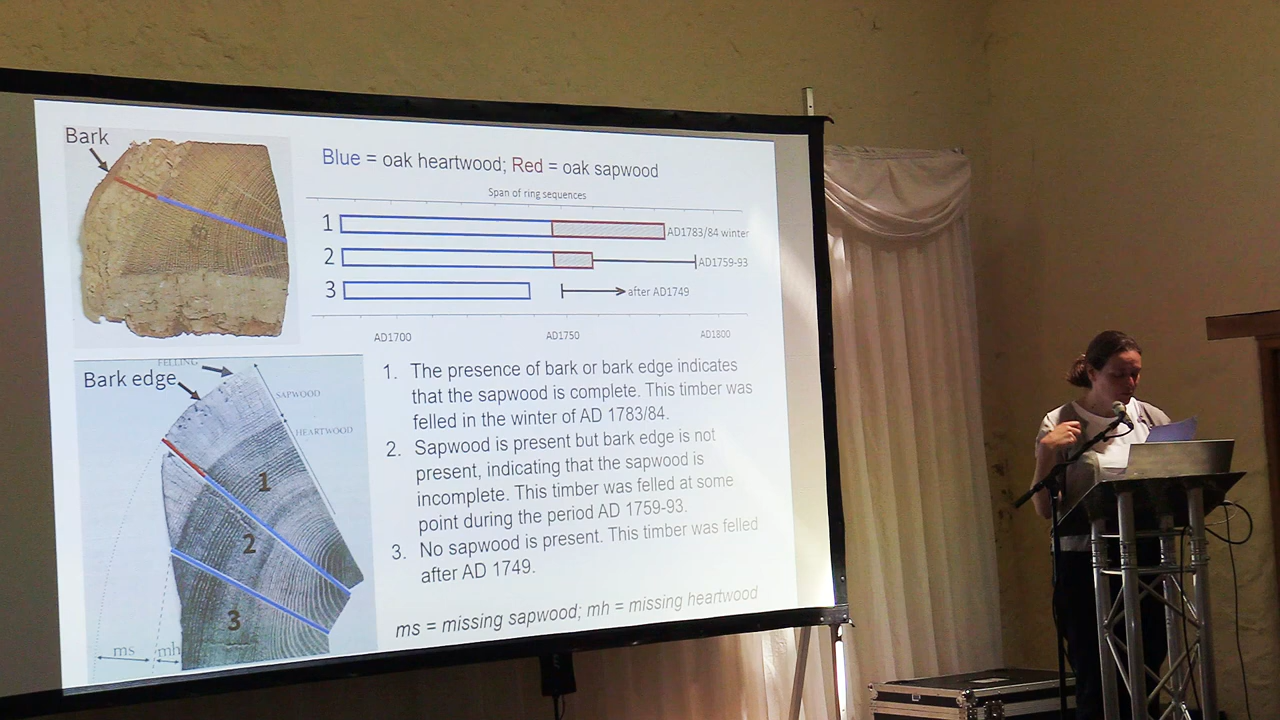 Bark
Blue = oak heartwood; Red = oak sapwood
Span of ring sequences
1 AD1783/84 winter
2 AD1759-93
3 after AD1749
AD1700 AD1750 AD1800
FELLING
Bark edge
SAPWOOD
HEARTWOOD
1
2
3
ms mh
1. The presence of bark or bark edge indicates
that the sapwood is complete. This timber was
felled in the winter of AD 1783/84.
2. Sapwood is present but bark edge is not
present, indicating that the sapwood is
incomplete. This timber was felled at some
point during the period AD 1759-93.
3. No sapwood is present. This timber was felled
after AD 1749.
ms = missing sapwood; mh = missing heartwood